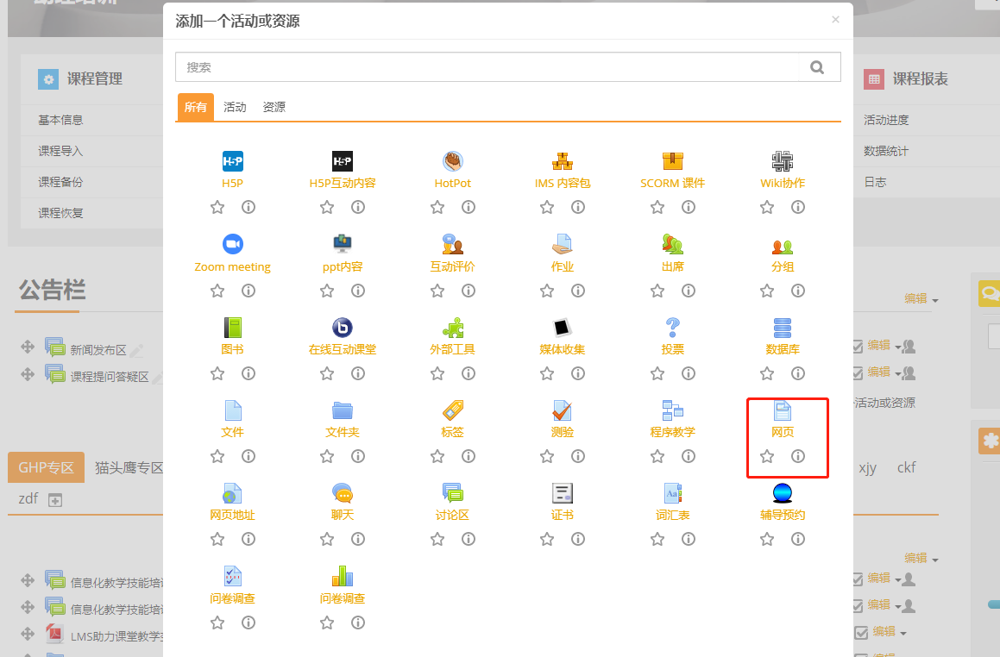 添加一个活动或资源
×
搜索
所有 活动 资源
H5P H5P互动内容 HotPot IMS 内容包 SCORM 课件 Wiki协作
Zoom meeting ppt内容 互动评价 作业 出席 分组
图书 在线互动课堂 外部工具 媒体收集 投票 数据库
文件 文件夹 标签 测验 程序教学 网页
网页地址 聊天 讨论区 证书 词汇表 辅导预约
问卷调查 问卷调查
课程管理
基本信息
课程导入
课程备份
课程恢复
课程报表
活动进度
数据统计
日志
公告栏
编辑
新闻发布区
编辑
课程提问答疑区
编辑
活动或资源
GHP专区 猫头鹰专区 xjy ckf
zdf
编辑
信息化教学技能培
编辑
信息化教学技能培
编辑
LMS助力课堂教学
编辑